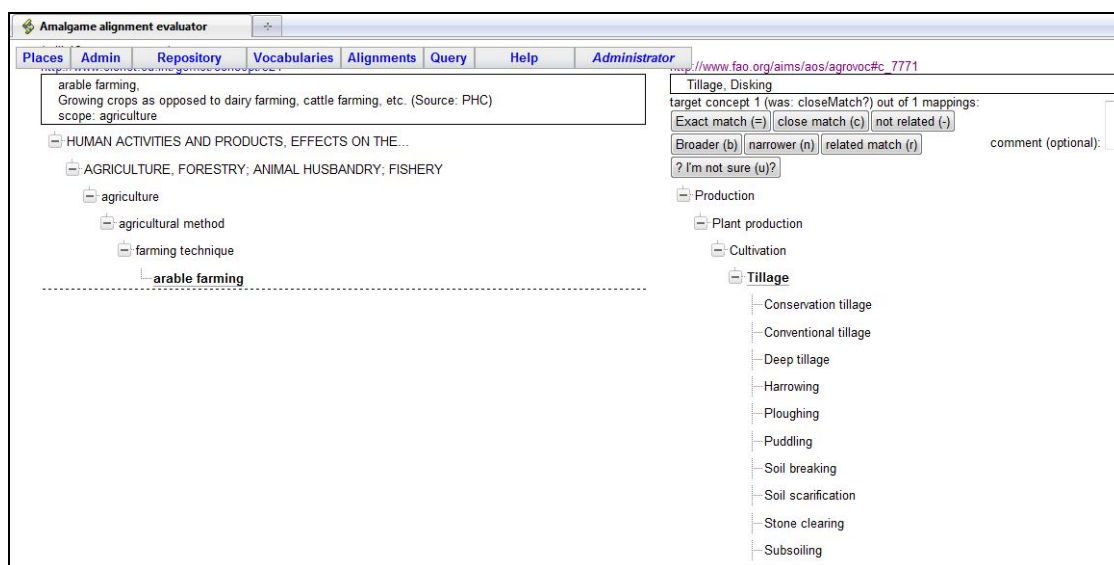 Amalgame alignment evaluator
Places Admin Repository Vocabularies Alignments Query Help Administrator
arable farming,
Growing crops as opposed to dairy farming, cattle farming, etc. (Source: PHC)
scope: agriculture
HUMAN ACTIVITIES AND PRODUCTS, EFFECTS ON THE...
AGRICULTURE, FORESTRY; ANIMAL HUSBANDRY; FISHERY
agriculture
agricultural method
farming technique
arable farming
http://www.fao.org/aims/aos/agrovoc#c_7771
Tillage, Disking
target concept 1 (was: closeMatch?) out of 1 mappings:
Exact match (=) close match (c) not related (-)
Broader (b) narrower (n) related match (r) comment (optional):
? I'm not sure (u)?
Production
Plant production
Cultivation
Tillage
Conservation tillage
Conventional tillage
Deep tillage
Harrowing
Ploughing
Puddling
Soil breaking
Soil scarification
Stone clearing
Subsoiling